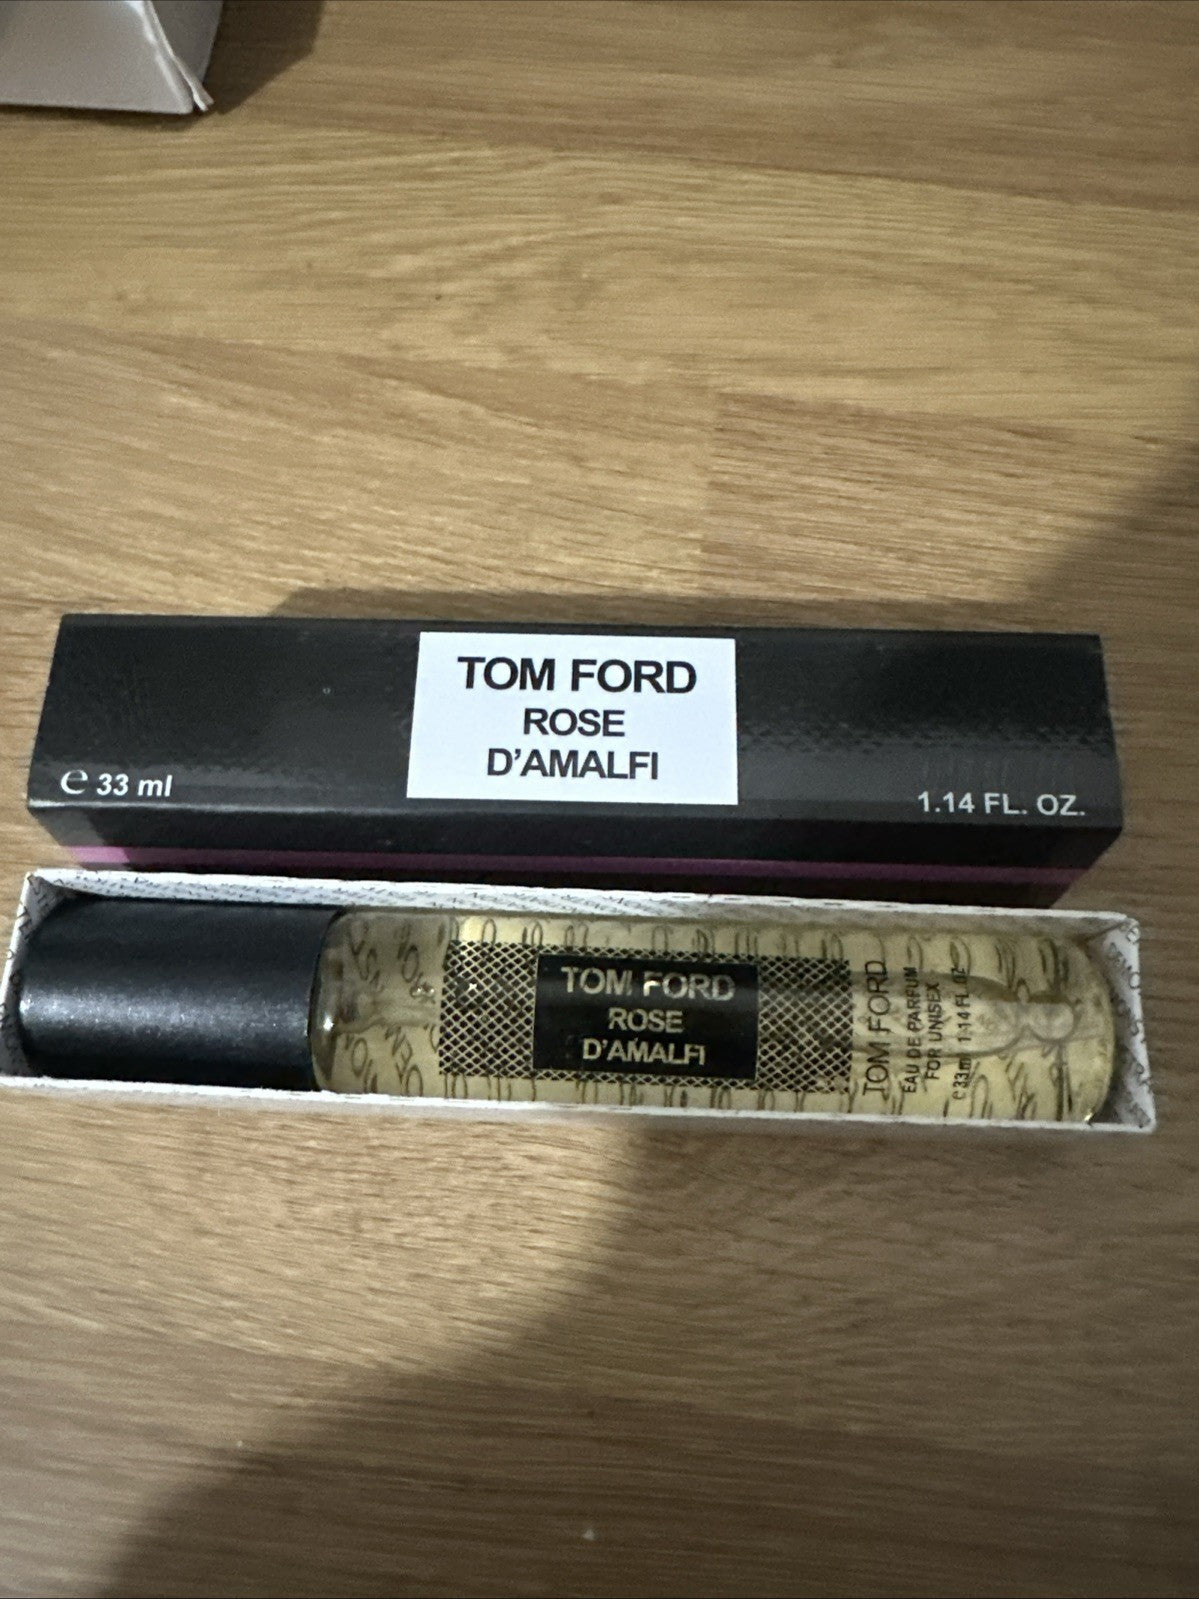 TOM FORD
ROSE
D'AMALFI
e 33 ml
1.14 FL. OZ.
TOM FORD
ROSE
D'AMALFI
TOM FORD
EAU DE PARFUM
FOR UNISEX
e 33ml 1.14 FL.OZ